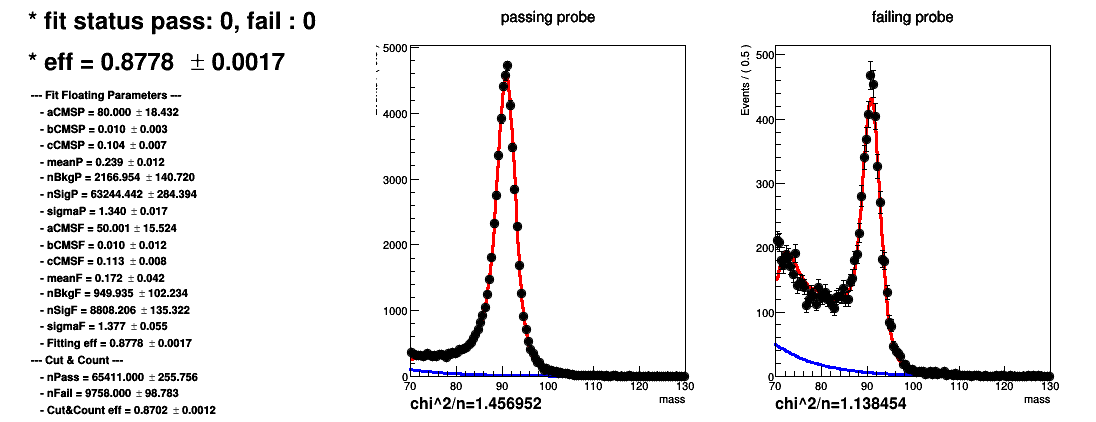 * fit status pass: 0, fail : 0
* eff = 0.8778 ± 0.0017
--- Fit Floating Parameters ---
- aCMSP = 80.000 ± 18.432
- bCMSP = 0.010 ± 0.003
- cCMSP = 0.104 ± 0.007
- meanP = 0.239 ± 0.012
- nBkgP = 2166.954 ± 140.720
- nSigP = 63244.442 ± 284.394
- sigmaP = 1.340 ± 0.017
- aCMSF = 50.001 ± 15.524
- bCMSF = 0.010 ± 0.012
- cCMSF = 0.113 ± 0.008
- meanF = 0.172 ± 0.042
- nBkgF = 949.935 ± 102.234
- nSigF = 8808.206 ± 135.322
- sigmaF = 1.377 ± 0.055
- Fitting eff = 0.8778 ± 0.0017
--- Cut & Count ---
- nPass = 65411.000 ± 255.756
- nFail = 9758.000 ± 98.783
- Cut&Count eff = 0.8702 ± 0.0012
passing probe
5000
4000
3000
2000
1000
0
70 80 90 100 110 120 130
mass
chi^2/n=1.456952
failing probe
Events / ( 0.5 )
500
400
300
200
100
0
70 80 90 100 110 120 130
mass
chi^2/n=1.138454